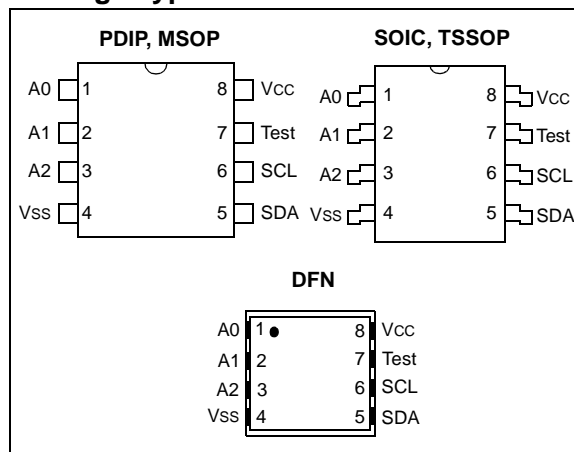 PDIP, MSOP
A0 1 8 VCC
A1 2 7 Test
A2 3 6 SCL
VSS 4 5 SDA
SOIC, TSSOP
A0 1 8 VCC
A1 2 7 Test
A2 3 6 SCL
VSS 4 5 SDA
DFN
A0 1 8 VCC
A1 2 7 Test
A2 3 6 SCL
VSS 4 5 SDA